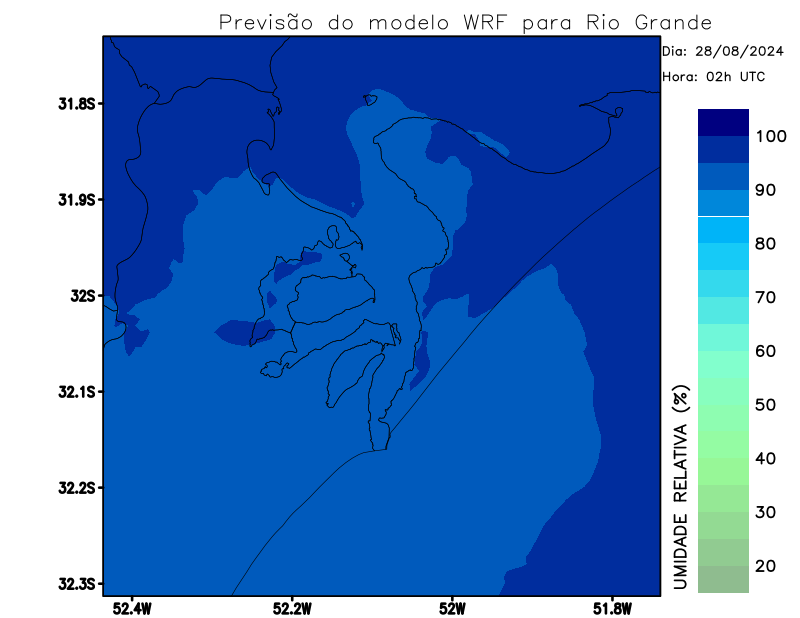 Previsão do modelo WRF para Rio Grande
Dia: 28/08/2024
Hora: 02h UTC
31.8S
31.9S
32S
32.1S
32.2S
32.3S
52.4W
52.2W
52W
51.8W
100
90
80
70
60
50
40
30
20
UMIDADE RELATIVA (%)